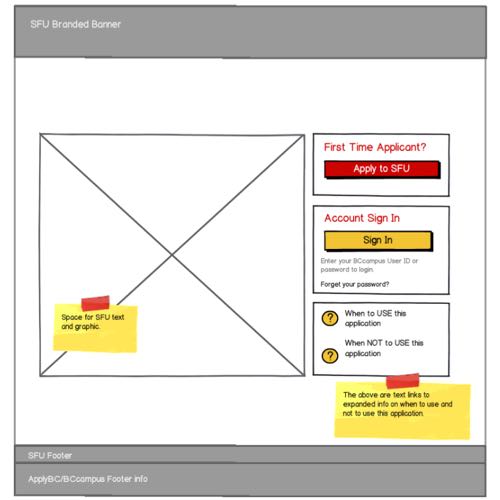 SFU Branded Banner
First Time Applicant?
Apply to SFU
Account Sign In
Sign In
Enter your BCcampus User ID or
password to login.
Forget your password?
?
When to USE this
application
?
When NOT to USE this
application
Space for SFU text
and graphic.
The above are text links to
expanded info on when to use and
not to use this application.
SFU Footer
ApplyBC/BCcampus Footer info